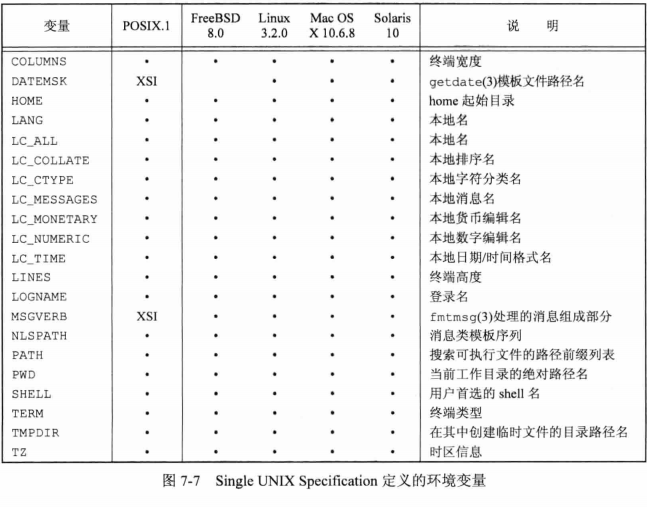 变量 POSIX.1 FreeBSD 8.0 Linux 3.2.0 Mac OS X 10.6.8 Solaris 10 说 明
COLUMNS • • • • • 终端宽度
DATEMSK XSI • • • getdate(3)模板文件路径名
HOME • • • • • home 起始目录
LANG • • • • • 本地名
LC_ALL • • • • • 本地名
LC_COLLATE • • • • • 本地排序名
LC_CTYPE • • • • • 本地字符分类名
LC_MESSAGES • • • • • 本地消息名
LC_MONETARY • • • • • 本地货币编辑名
LC_NUMERIC • • • • • 本地数字编辑名
LC_TIME • • • • • 本地日期/时间格式名
LINES • • • • • 终端高度
LOGNAME • • • • • 登录名
MSGVERB XSI • • • • fmtmsg(3)处理的消息组成部分
NLSPATH • • • • • 消息类模板序列
PATH • • • • • 搜索可执行文件的路径前缀列表
PWD • • • • • 当前工作目录的绝对路径名
SHELL • • • • • 用户首选的 shell 名
TERM • • • • • 终端类型
TMPDIR • • • • • 在其中创建临时文件的目录路径名
TZ • • • • • 时区信息
图 7-7 Single UNIX Specification 定义的环境变量